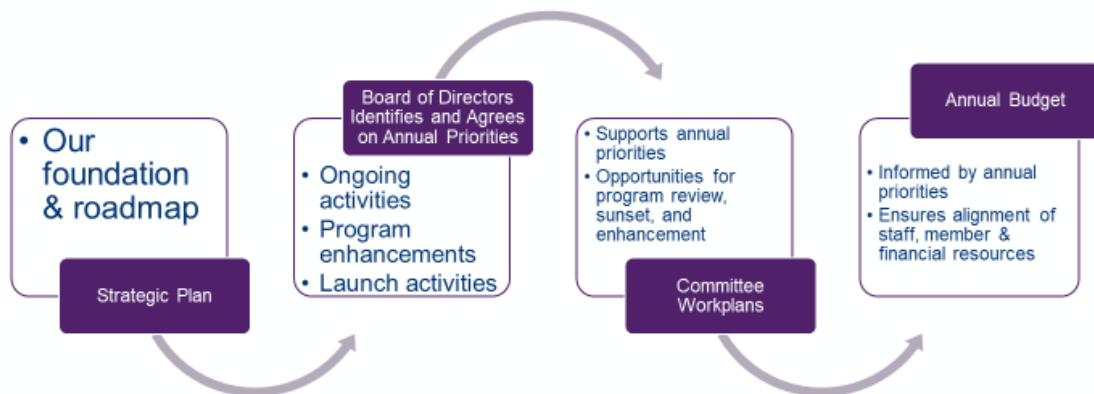 • Our
foundation
& roadmap
Strategic Plan
Board of Directors
Identifies and Agrees
on Annual Priorities
• Ongoing
activities
• Program
enhancements
• Launch activities
• Supports annual
priorities
• Opportunities for
program review,
sunset, and
enhancement
Committee
Workplans
Annual Budget
• Informed by annual
priorities
• Ensures alignment of
staff, member &
financial resources